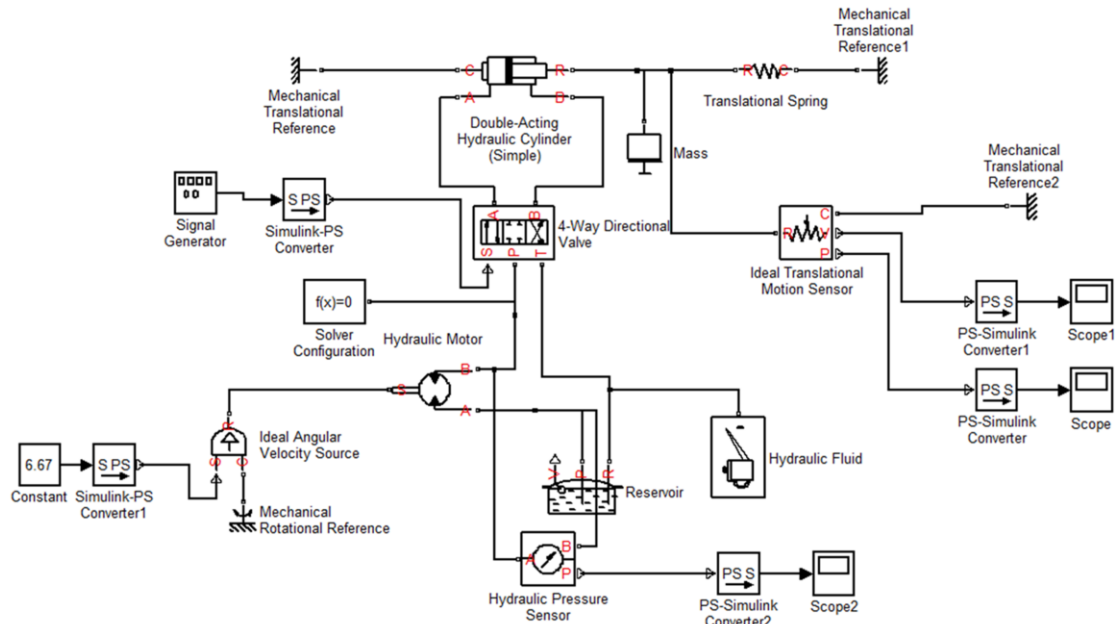 Mechanical
Translational
Reference1
C
R
R
C
Mechanical
Translational
Reference
A
D
Translational Spring
Double-Acting
Hydraulic Cylinder
(Simple)
Mass
Mechanical
Translational
Reference2
S PS
Signal
Generator
Simulink-PS
Converter
A
B
S
P
T
4-Way Directional
Valve
C
R
V
P
Ideal Translational
Motion Sensor
f(x)=0
Solver
Configuration
PS S
PS-Simulink
Converter1
Scope1
Hydraulic Motor
B
S
A
PS S
PS-Simulink
Converter
Scope
R
S
C
Ideal Angular
Velocity Source
6.67
Constant
S PS
Simulink-PS
Converter1
Mechanical
Rotational Reference
V
P
R
Reservoir
Hydraulic Fluid
A
B
P
Hydraulic Pressure
Sensor
PS S
PS-Simulink
Converter2
Scope2